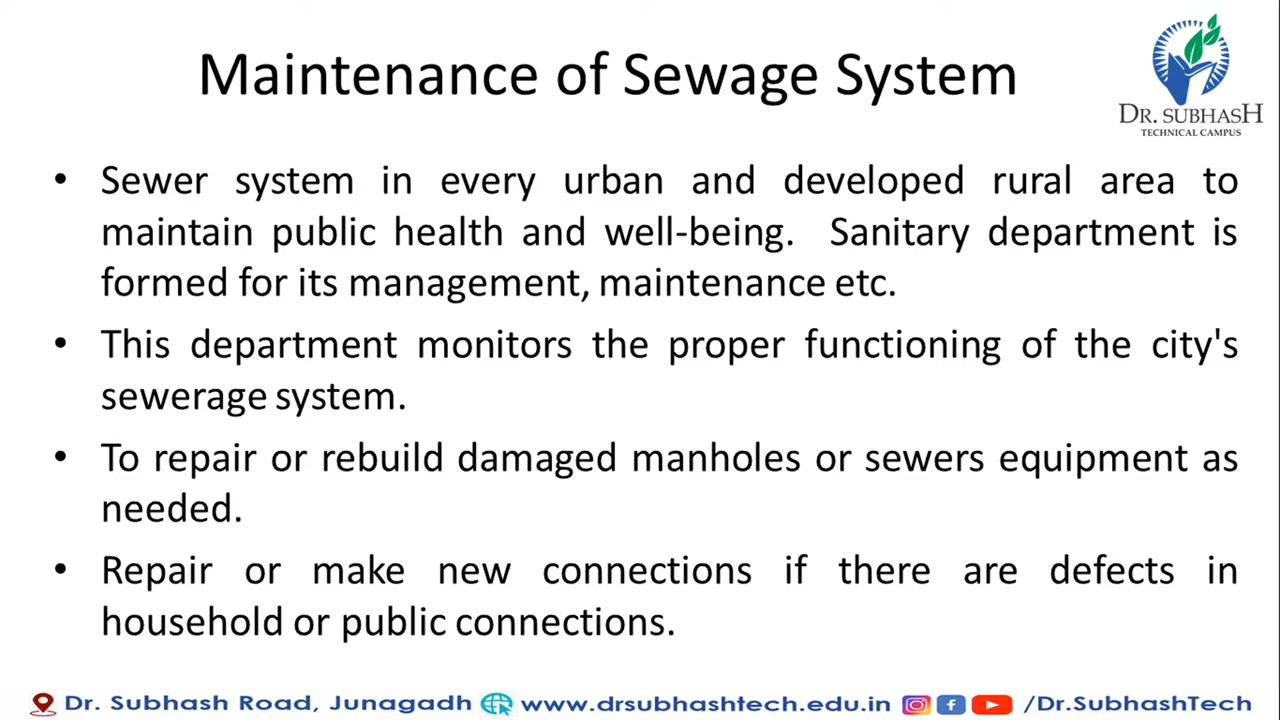 Maintenance of Sewage System
DR. SUBHASH
TECHNICAL CAMPUS
• Sewer system in every urban and developed rural area to
maintain public health and well-being. Sanitary department is
formed for its management, maintenance etc.
• This department monitors the proper functioning of the city's
sewerage system.
• To repair or rebuild damaged manholes or sewers equipment as
needed.
• Repair or make new connections if there are defects in
household or public connections.
Dr. Subhash Road, Junagadh www.drsubhashtech.edu.in /Dr.SubhashTech